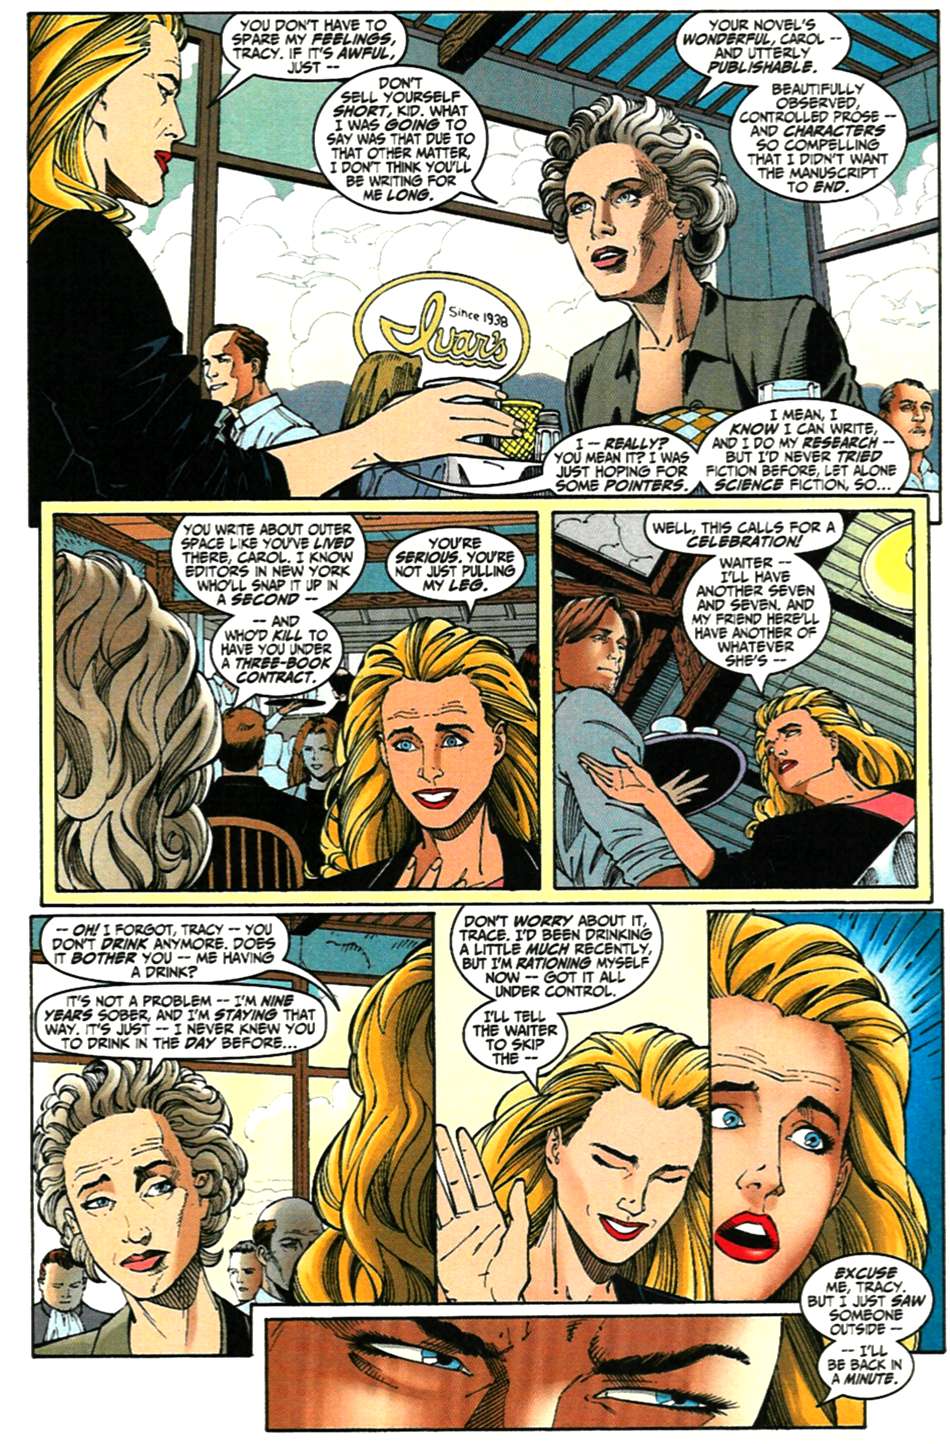 YOU DON'T HAVE TO
SPARE MY FEELINGS,
TRACY. IF IT'S AWFUL,
JUST --
DON'T
SELL YOURSELF
SHORT, KID. WHAT
I WAS GOING TO
SAY WAS THAT DUE TO
THAT OTHER MATTER,
I DON'T THINK YOU'LL
BE WRITING FOR
ME LONG.
YOUR NOVEL'S
WONDERFUL, CAROL --
AND UTTERLY
PUBLISHABLE.
BEAUTIFULLY
OBSERVED,
CONTROLLED PROSE --
AND CHARACTERS
SO COMPELLING
THAT I DIDN'T WANT
THE MANUSCRIPT
TO END.
Since 1938
Ivar's
I -- REALLY?
YOU MEAN IT? I WAS
JUST HOPING FOR
SOME POINTERS.
I MEAN, I
KNOW I CAN WRITE,
AND I DO MY RESEARCH --
BUT I'D NEVER TRIED
FICTION BEFORE, LET ALONE
SCIENCE FICTION, SO...
YOU WRITE ABOUT OUTER
SPACE LIKE YOU'VE LIVED
THERE, CAROL. I KNOW
EDITORS IN NEW YORK
WHO'LL SNAP IT UP IN
A SECOND --
-- AND
WHO'D KILL TO
HAVE YOU UNDER
A THREE-BOOK
CONTRACT.
YOU'RE
SERIOUS. YOU'RE
NOT JUST PULLING
MY LEG.
WELL, THIS CALLS FOR A
CELEBRATION!
WAITER --
I'LL HAVE
ANOTHER SEVEN
AND SEVEN. AND
MY FRIEND HERE'LL
HAVE ANOTHER OF
WHATEVER
SHE'S --
-- OH! I FORGOT, TRACY -- YOU
DON'T DRINK ANYMORE. DOES
IT BOTHER YOU -- ME HAVING
A DRINK?
IT'S NOT A PROBLEM -- I'M NINE
YEARS SOBER, AND I'M STAYING THAT
WAY. IT'S JUST -- I NEVER KNEW YOU
TO DRINK IN THE DAY BEFORE...
DON'T WORRY ABOUT IT,
TRACE. I'D BEEN DRINKING
A LITTLE MUCH RECENTLY,
BUT I'M RATIONING MYSELF
NOW -- GOT IT ALL
UNDER CONTROL.
I'LL TELL
THE WAITER
TO SKIP
THE --
EXCUSE
ME, TRACY.
BUT I JUST SAW
SOMEONE
OUTSIDE --
-- I'LL
BE BACK IN
A MINUTE.